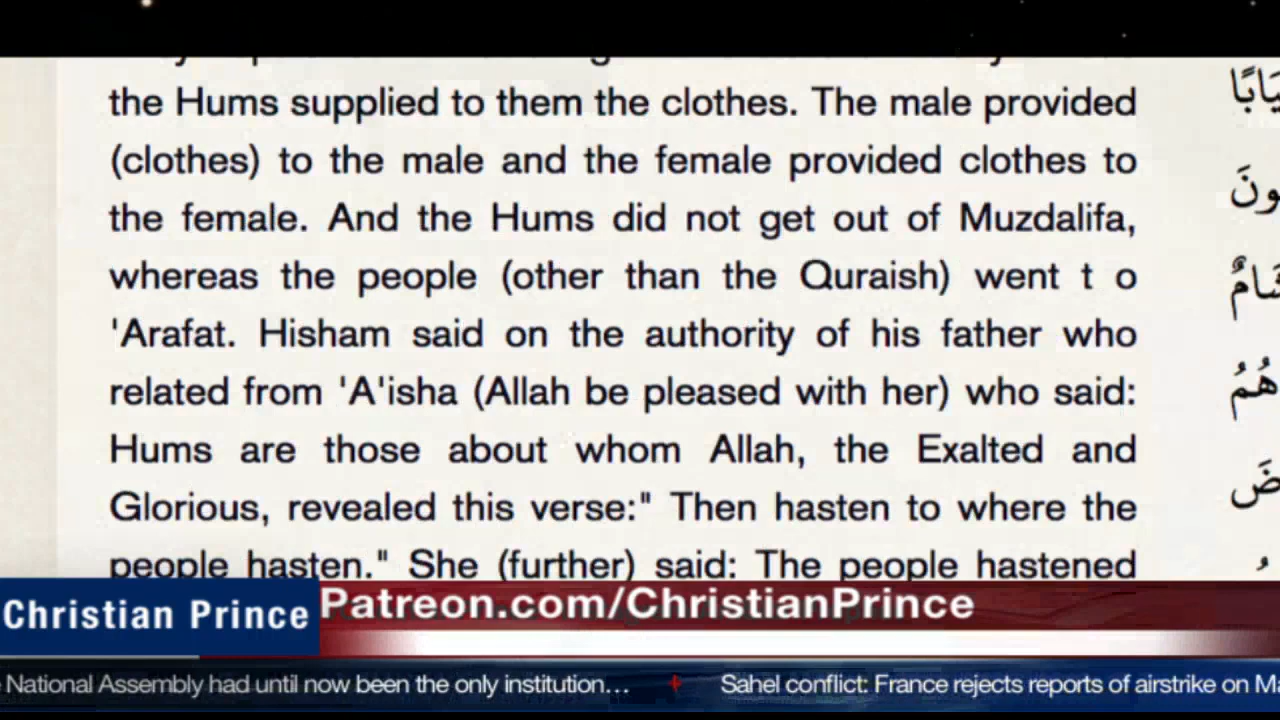 the Hums supplied to them the clothes. The male provided
(clothes) to the male and the female provided clothes to
the female. And the Hums did not get out of Muzdalifa,
whereas the people (other than the Quraish) went t o
'Arafat. Hisham said on the authority of his father who
related from 'A'isha (Allah be pleased with her) who said:
Hums are those about whom Allah, the Exalted and
Glorious, revealed this verse:" Then hasten to where the
people hasten." She (further) said: The people hastened
Christian Prince
Patreon.com/ChristianPrince
National Assembly had until now been the only institution... Sahel conflict: France rejects reports of airstrike on